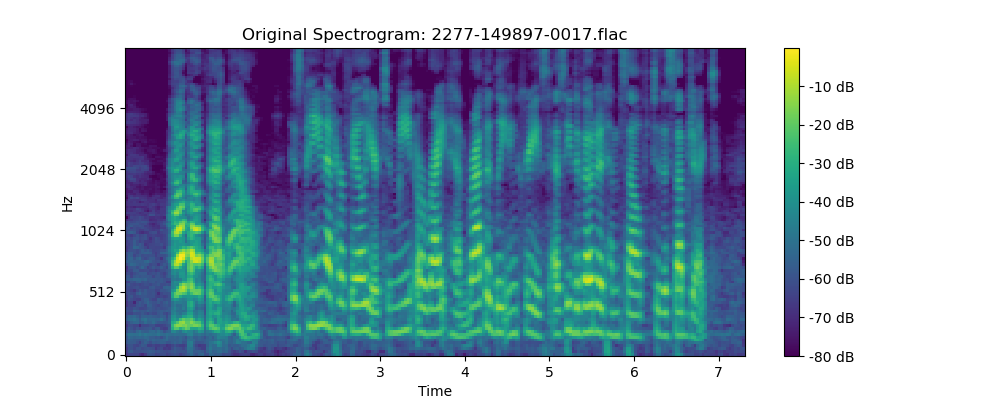 Original Spectrogram: 2277-149897-0017.flac
Hz
4096
2048
1024
512
0
0 1 2 3 4 5 6 7
Time
-10 dB
-20 dB
-30 dB
-40 dB
-50 dB
-60 dB
-70 dB
-80 dB